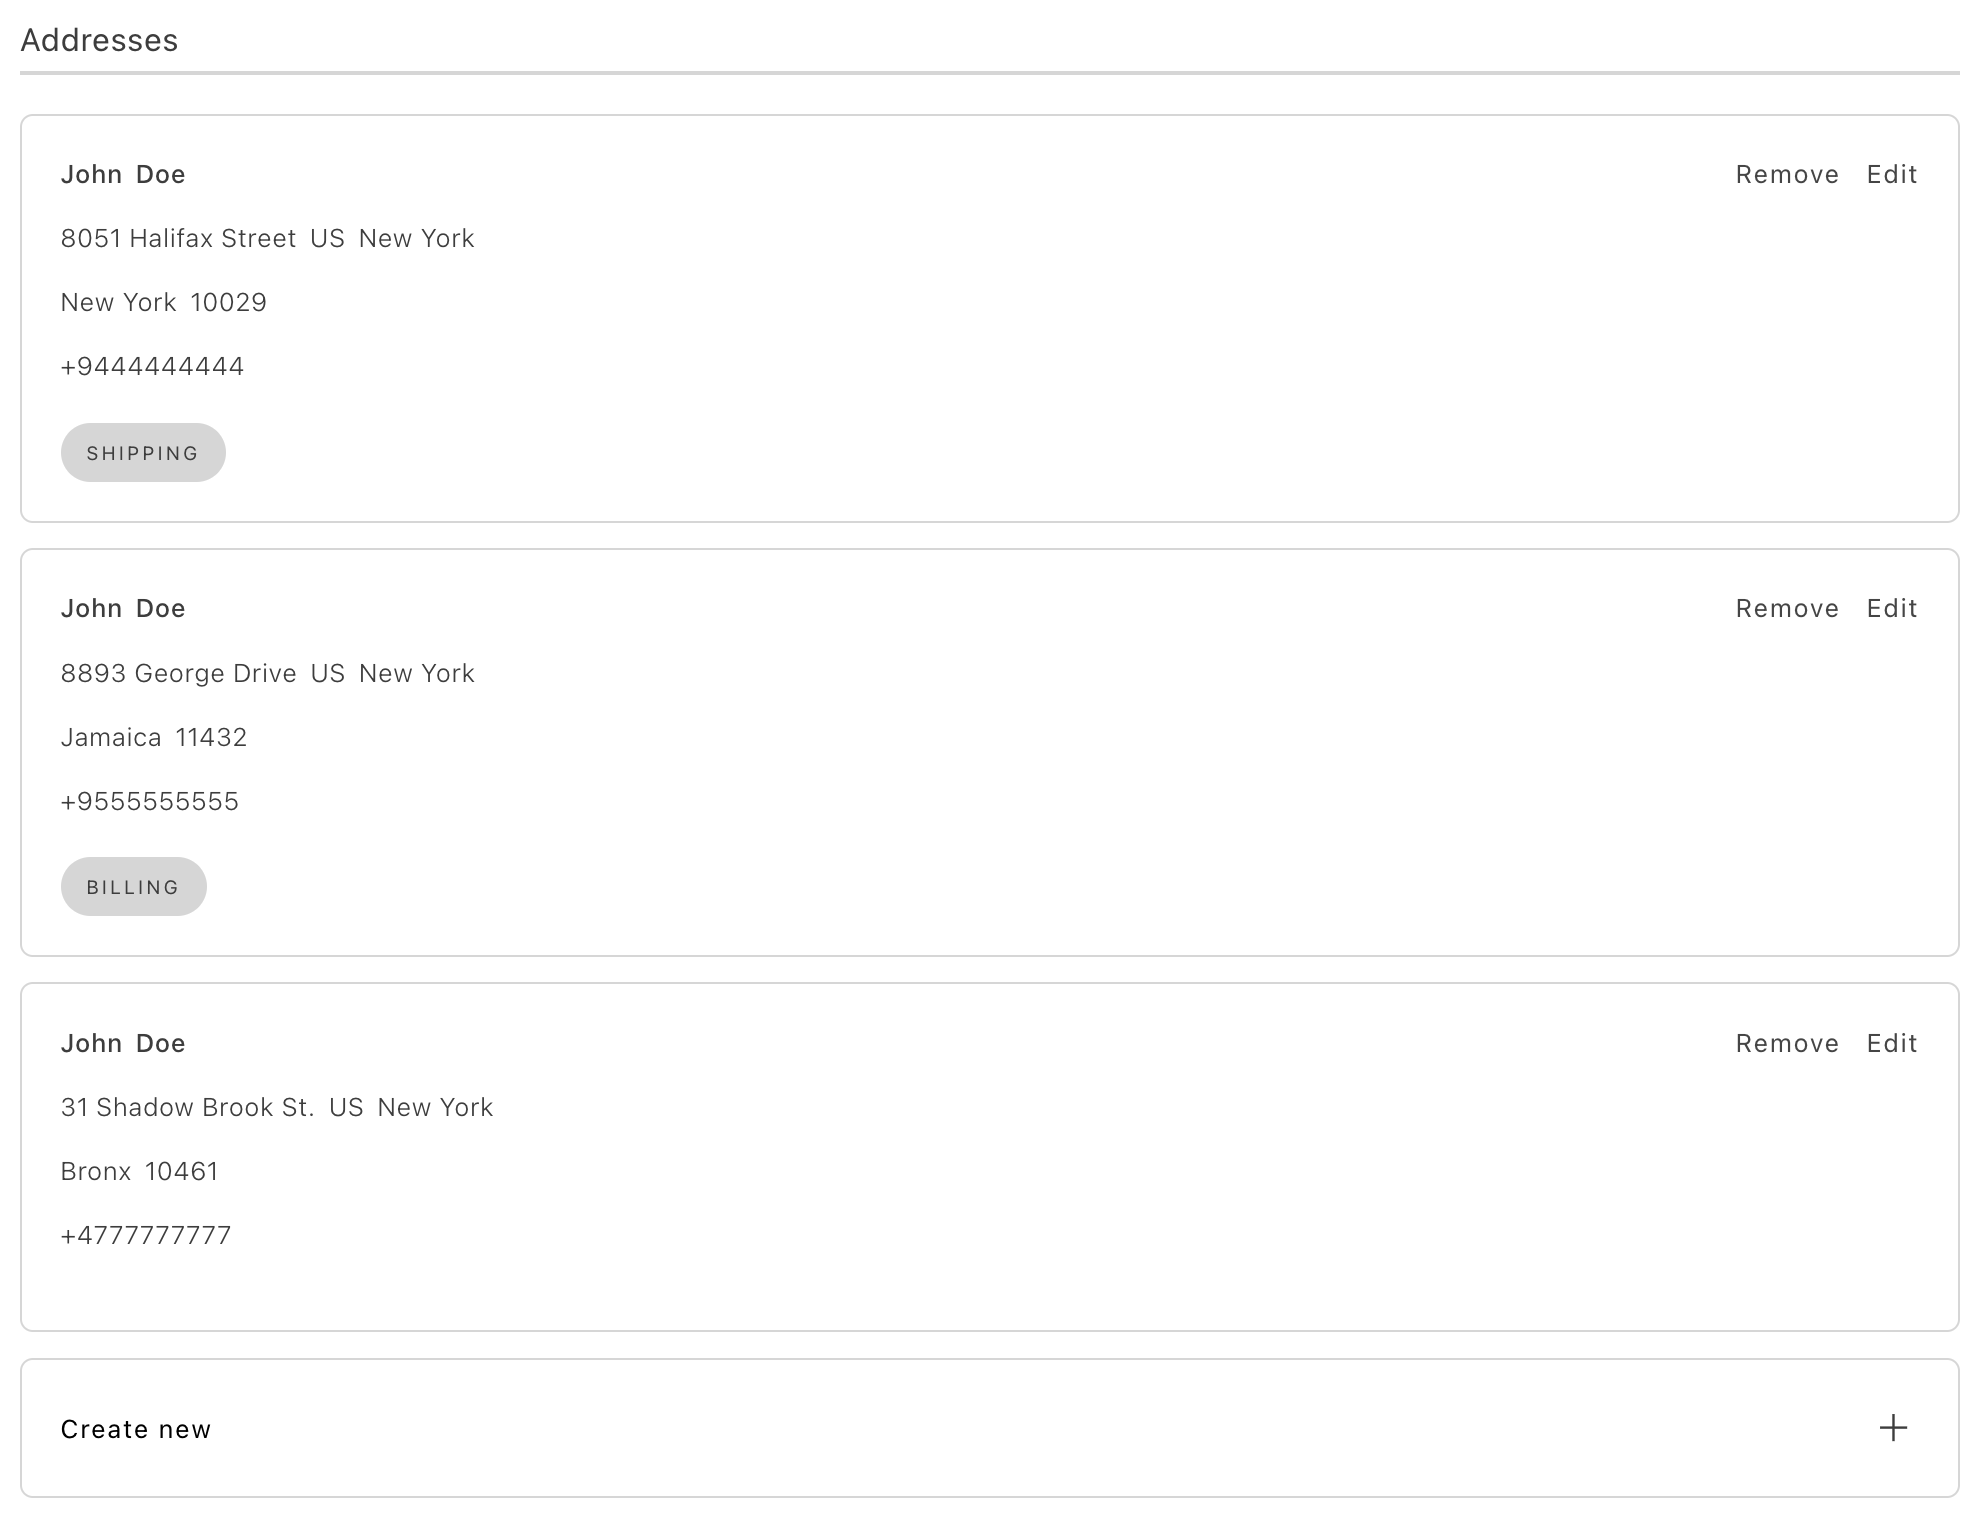 Addresses
John Doe
Remove Edit
8051 Halifax Street US New York
New York 10029
+9444444444
SHIPPING
John Doe
Remove Edit
8893 George Drive US New York
Jamaica 11432
+9555555555
BILLING
John Doe
Remove Edit
31 Shadow Brook St. US New York
Bronx 10461
+4777777777
Create new